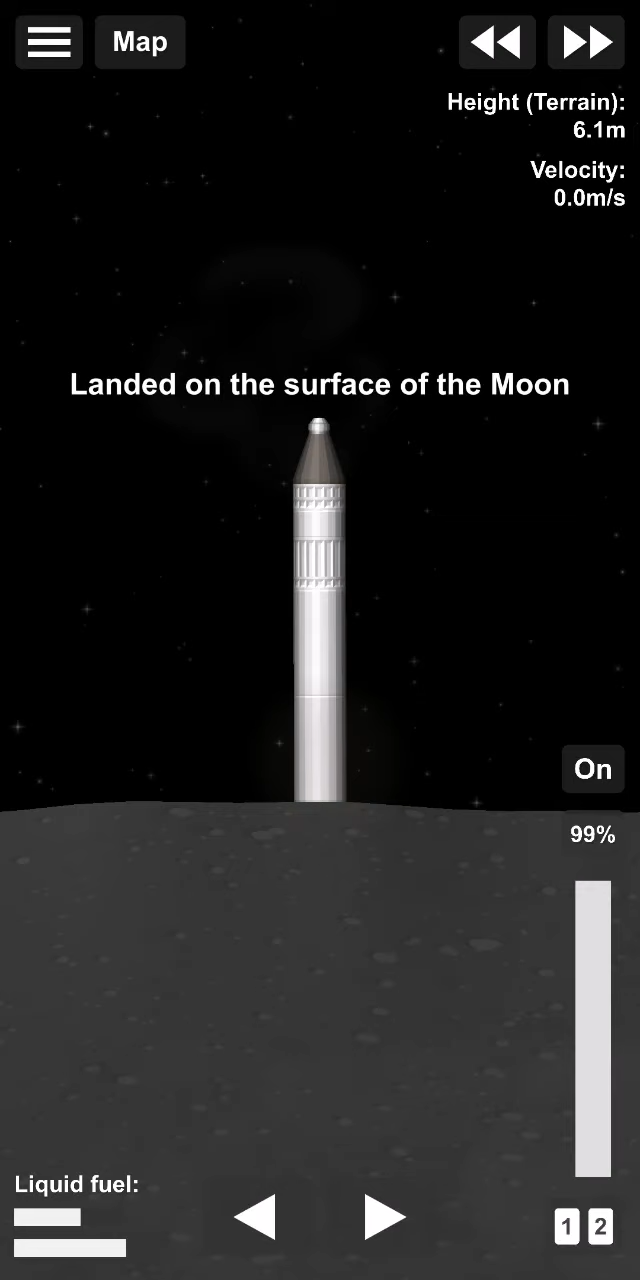 Map
Height (Terrain):
6.1m
Velocity:
0.0m/s
Landed on the surface of the Moon
On
99%
Liquid fuel:
1 2